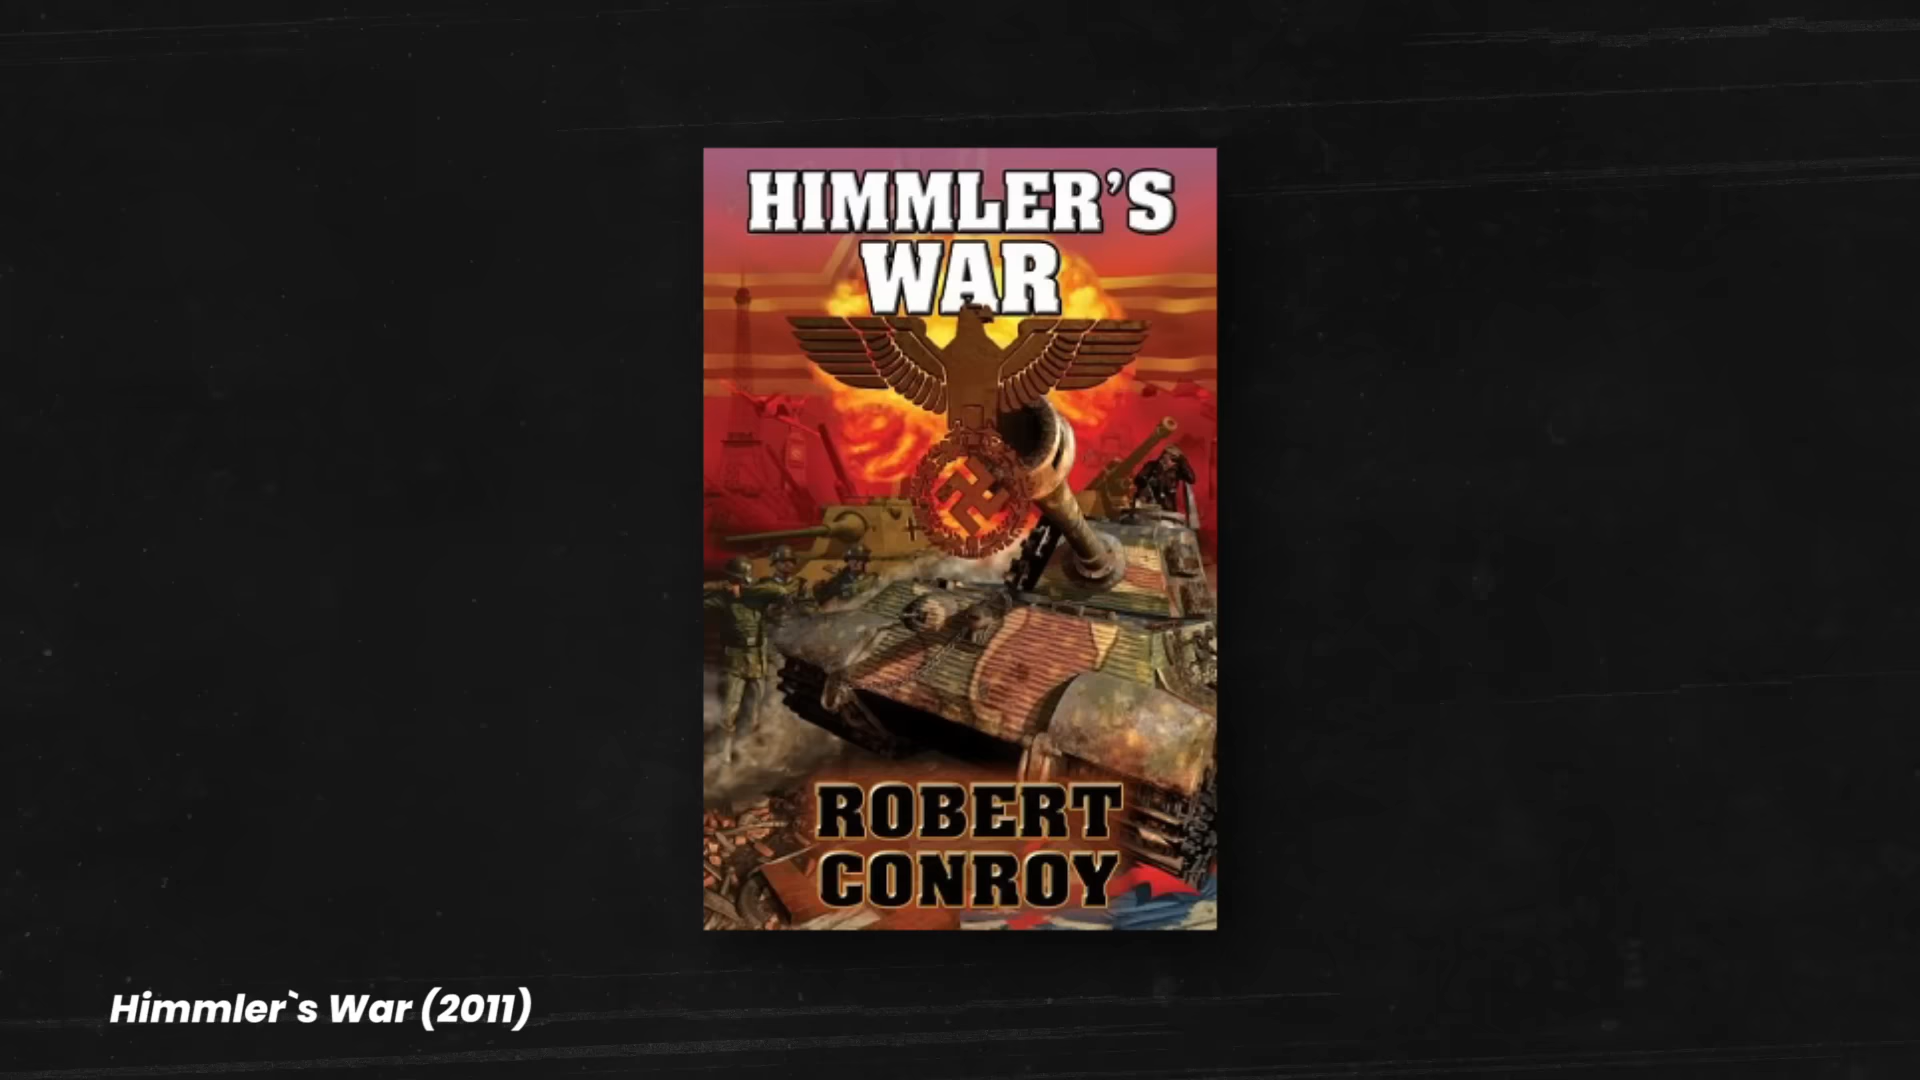 HIMMLER'S
WAR
ROBERT
CONROY
Himmler`s War (2011)